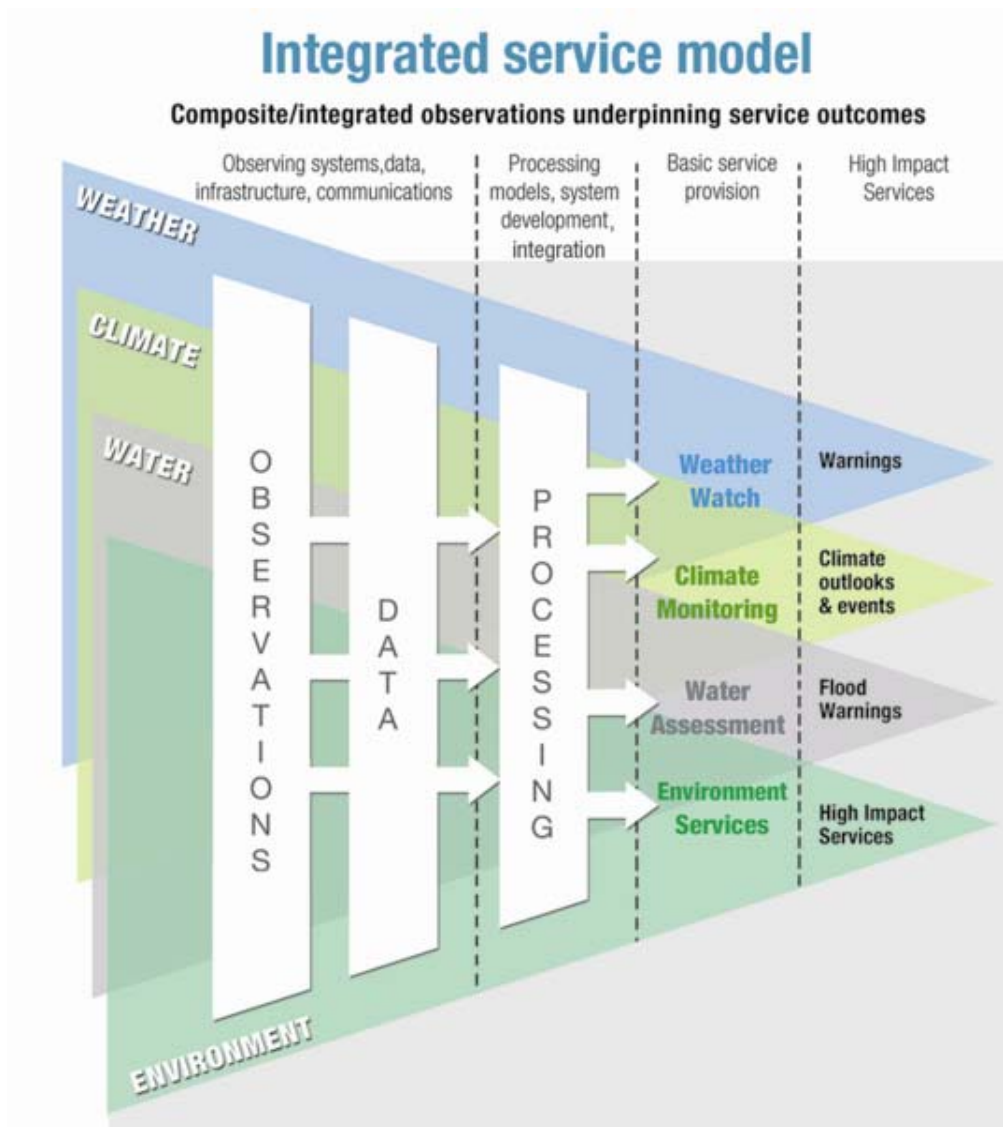 Integrated service model
Composite/integrated observations underpinning service outcomes
Observing systems,data,
infrastructure, communications
Processing
models, system
development,
integration
Basic service
provision
High Impact
Services
WEATHER
CLIMATE
WATER
ENVIRONMENT
OBSERVATIONS
DATA
PROCESSING
Weather
Watch
Climate
Monitoring
Water
Assessment
Environment
Services
Warnings
Climate
outlooks
& events
Flood
Warnings
High Impact
Services